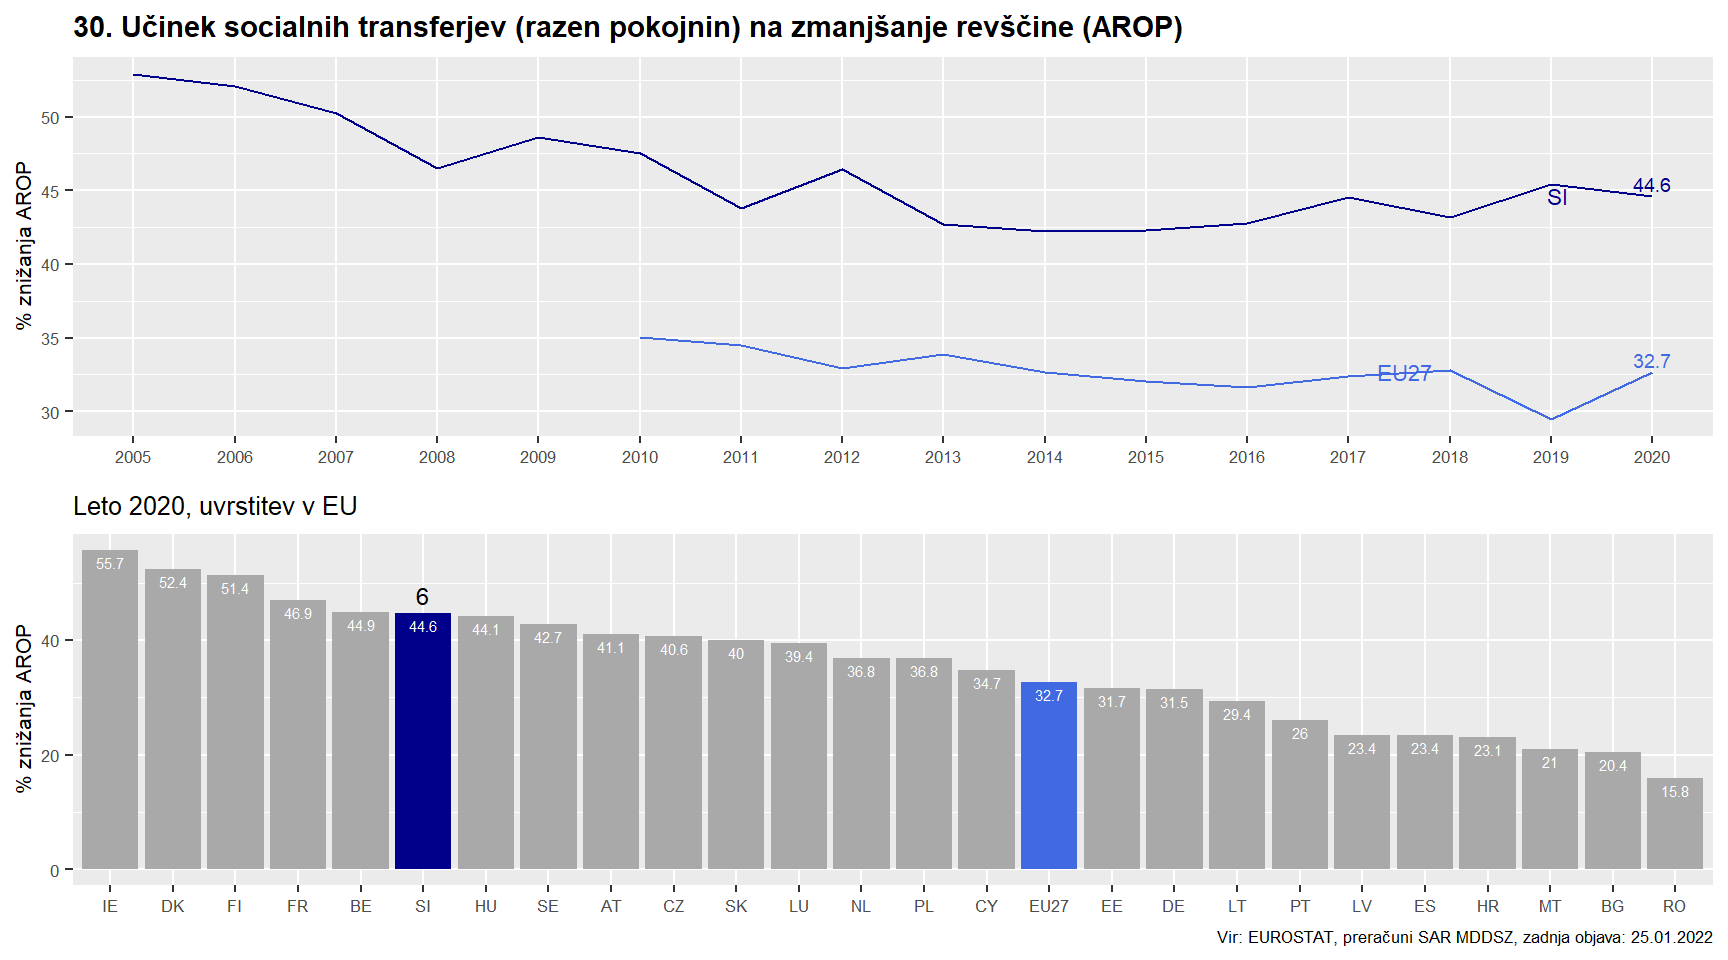 30. Učinek socialnih transferjev (razen pokojnin) na zmanjšanje revščine (AROP)
% znižanja AROP
50
45
40
35
30
SI
44.6
EU27
32.7
2005 2006 2007 2008 2009 2010 2011 2012 2013 2014 2015 2016 2017 2018 2019 2020
Leto 2020, uvrstitev v EU
% znižanja AROP
40
20
0
6
55.7 52.4 51.4 46.9 44.9 44.6 44.1 42.7 41.1 40.6 40 39.4 36.8 36.8 34.7 32.7 31.7 31.5 29.4 26 23.4 23.4 23.1 21 20.4 15.8
IE DK FI FR BE SI HU SE AT CZ SK LU NL PL CY EU27 EE DE LT PT LV ES HR MT BG RO
Vir: EUROSTAT, preračuni SAR MDDSZ, zadnja objava: 25.01.2022